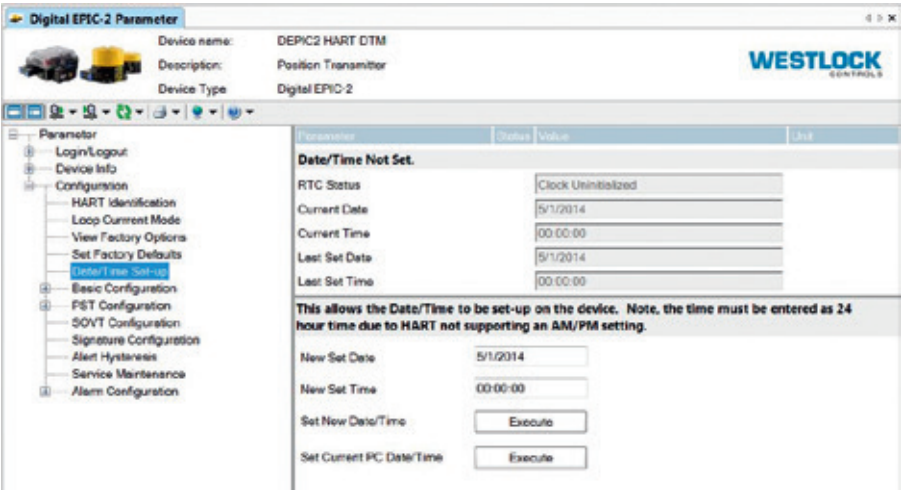 Digital EPIC-2 Parameter
Device name: DEPIC2 HART DTM
Description: Position Transmitter
Device Type Digital EPIC-2
WESTLOCK
CONTROLS
Parameter
Login/Logout
Device Info
Configuration
HART Identification
Loop Current Mode
View Factory Options
Set Factory Defaults
Date/Time Set-up
Basic Configuration
PST Configuration
SOVT Configuration
Signature Configuration
Alert Hysteresis
Service Maintenance
Alarm Configuration
Parameter Status Value Unit
Date/Time Not Set.
RTC Status Clock Uninitialized
Current Date 5/1/2014
Current Time 00:00:00
Last Set Date 5/1/2014
Last Set Time 00:00:00
This allows the Date/Time to be set-up on the device. Note, the time must be entered as 24
hour time due to HART not supporting an AM/PM setting.
New Set Date 5/1/2014
New Set Time 00:00:00
Set New Date/Time Execute
Set Current PC Date/Time Execute